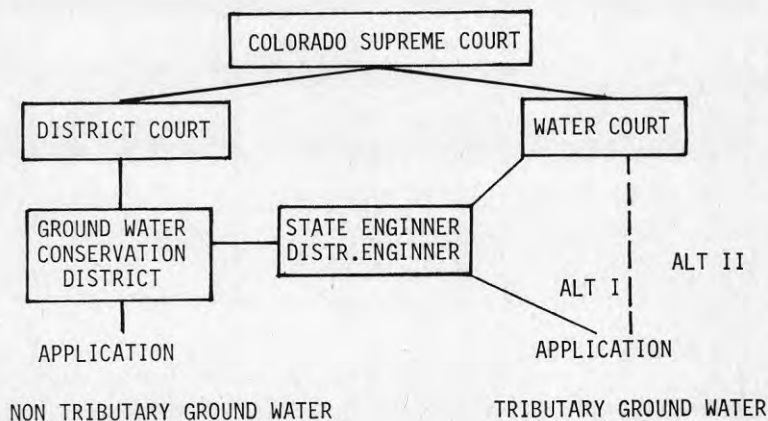 COLORADO SUPREME COURT
DISTRICT COURT
WATER COURT
GROUND WATER
CONSERVATION
DISTRICT
STATE ENGINNER
DISTR.ENGINNER
ALT I
ALT II
APPLICATION
APPLICATION
NON TRIBUTARY GROUND WATER
TRIBUTARY GROUND WATER